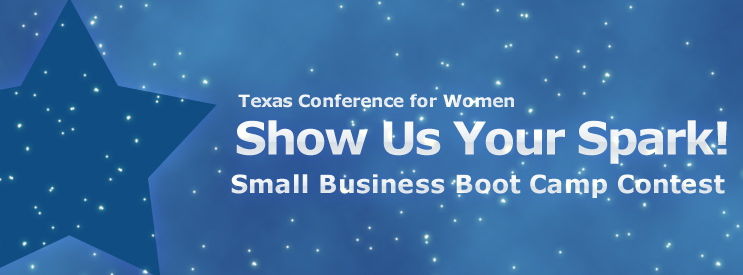 Texas Conference for Women
Show Us Your Spark!
Small Business Boot Camp Contest